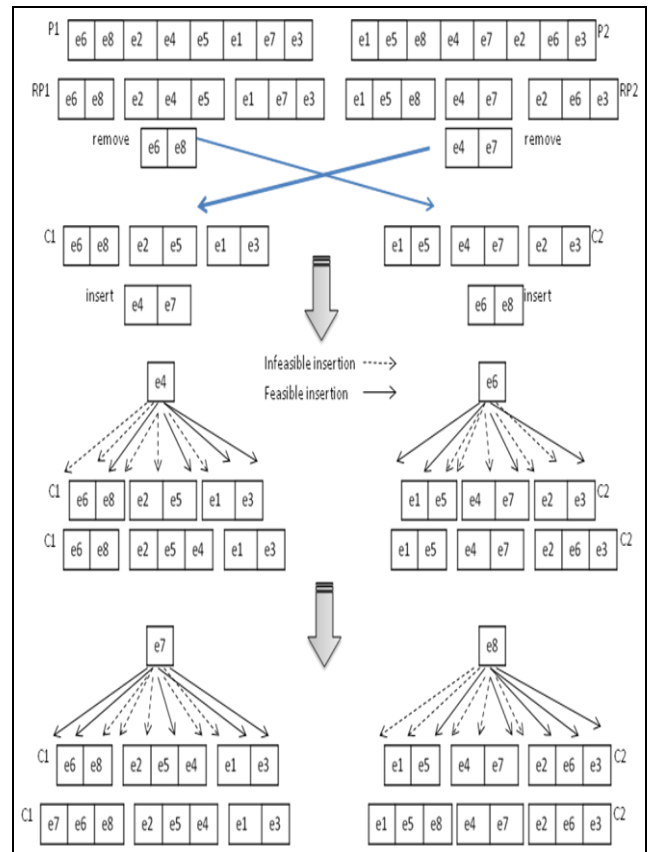 P1 e6 e8 e2 e4 e5 e1 e7 e3 e1 e5 e8 e4 e7 e2 e6 e3 P2
RP1 e6 e8 e2 e4 e5 e1 e7 e3 e1 e5 e8 e4 e7 e2 e6 e3 RP2
remove e6 e8 e4 e7 remove
C1 e6 e8 e2 e5 e1 e3 e1 e5 e4 e7 e2 e3 C2
insert e4 e7 e6 e8 insert
Infeasible insertion
Feasible insertion
e4 e6
C1 e6 e8 e2 e5 e1 e3 e1 e5 e4 e7 e2 e3 C2
C1 e6 e8 e2 e5 e4 e1 e3 e1 e5 e4 e7 e2 e6 e3 C2
e7 e8
C1 e6 e8 e2 e5 e4 e1 e3 e1 e5 e4 e7 e2 e6 e3 C2
C1 e7 e6 e8 e2 e5 e4 e1 e3 e1 e5 e8 e4 e7 e2 e6 e3 C2